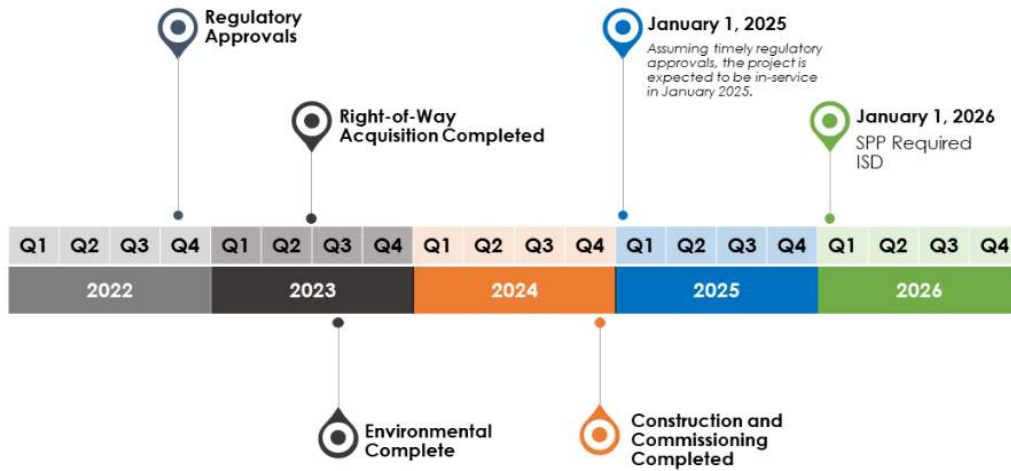 Regulatory
Approvals
January 1, 2025
Assuming timely regulatory
approvals, the project is
expected to be in-service
in January 2025.
Right-of-Way
Acquisition Completed
January 1, 2026
SPP Required
ISD
Q1 Q2 Q3 Q4 Q1 Q2 Q3 Q4 Q1 Q2 Q3 Q4 Q1 Q2 Q3 Q4 Q1 Q2 Q3 Q4
2022 2023 2024 2025 2026
Environmental
Complete
Construction and
Commissioning
Completed